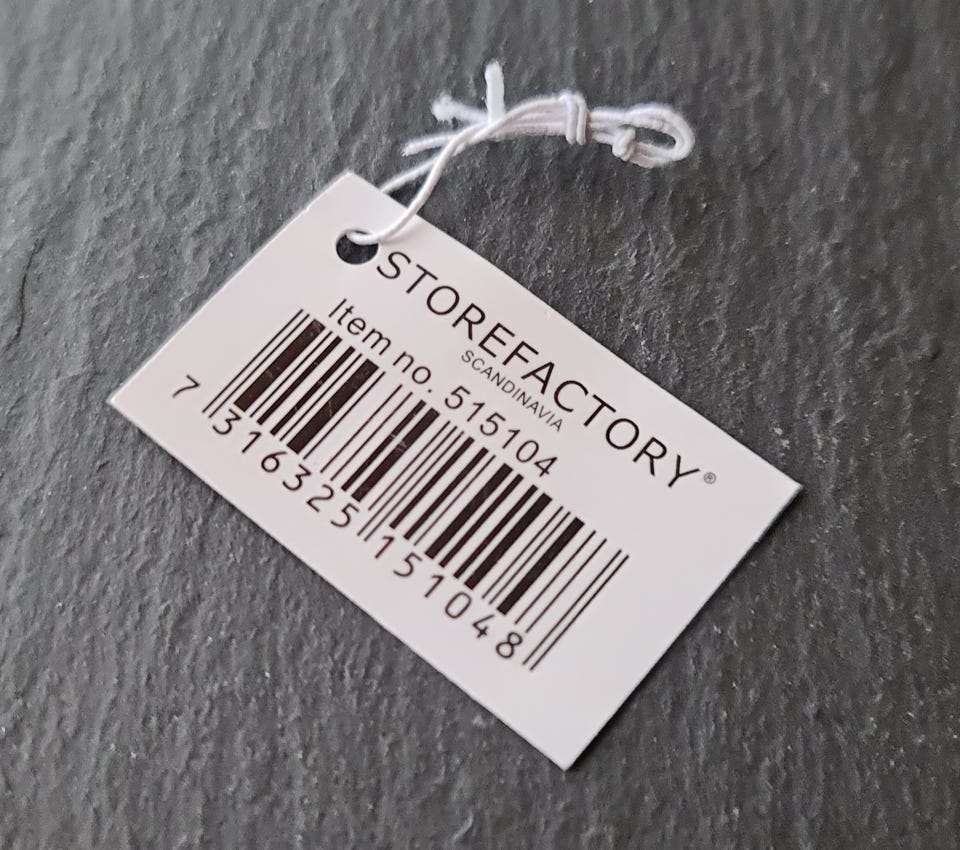 STOREFACTORY®
SCANDINAVIA
Item no. 515104
7 316325 151048